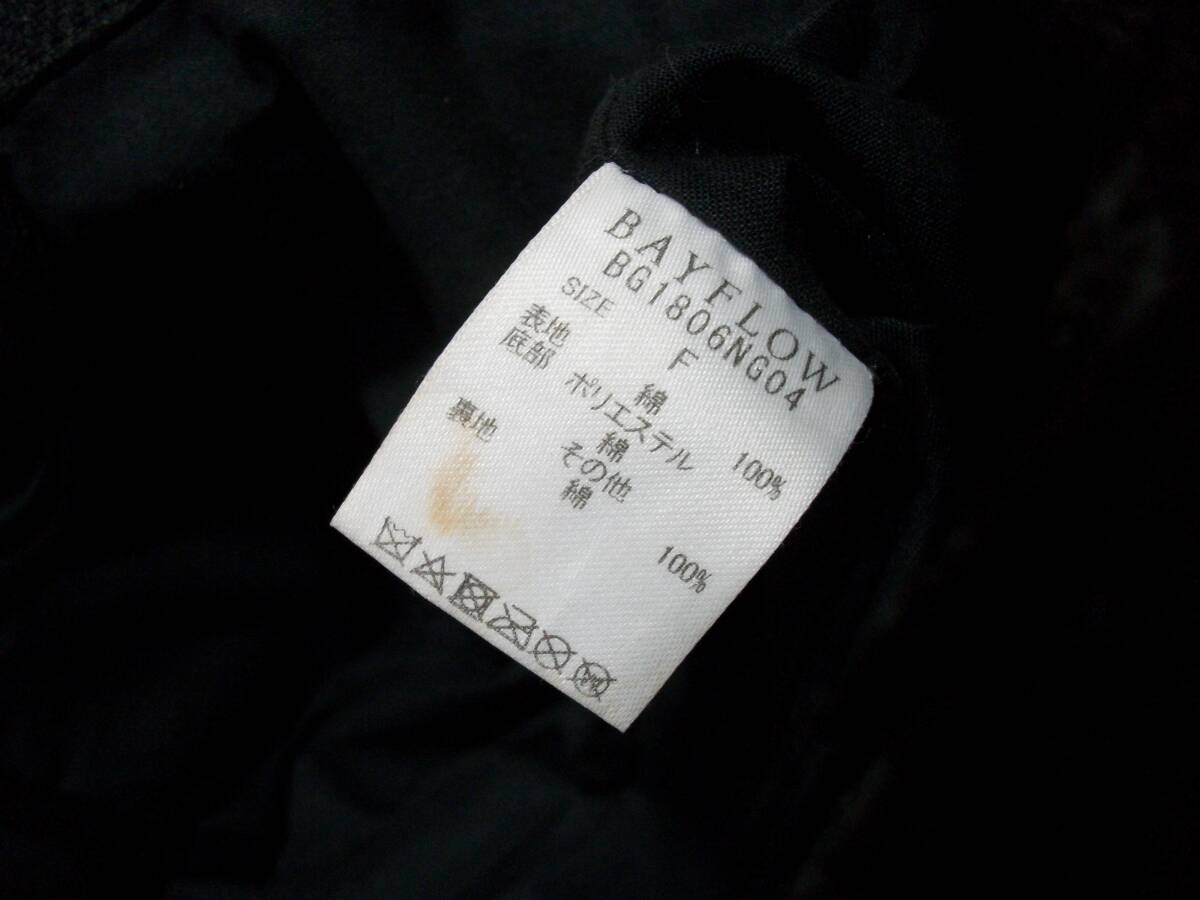 BAYFLOW
BG1806NG04
SIZE F
表地 綿 100%
底部 ポリエステル
綿
その他
裏地 綿 100%